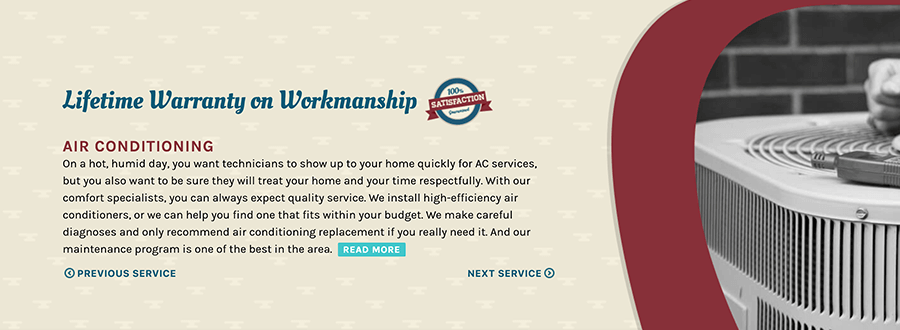 Lifetime Warranty on Workmanship
100%
SATISFACTION
Guaranteed
AIR CONDITIONING
On a hot, humid day, you want technicians to show up to your home quickly for AC services,
but you also want to be sure they will treat your home and your time respectfully. With our
comfort specialists, you can always expect quality service. We install high-efficiency air
conditioners, or we can help you find one that fits within your budget. We make careful
diagnoses and only recommend air conditioning replacement if you really need it. And our
maintenance program is one of the best in the area. READ MORE
PREVIOUS SERVICE
NEXT SERVICE